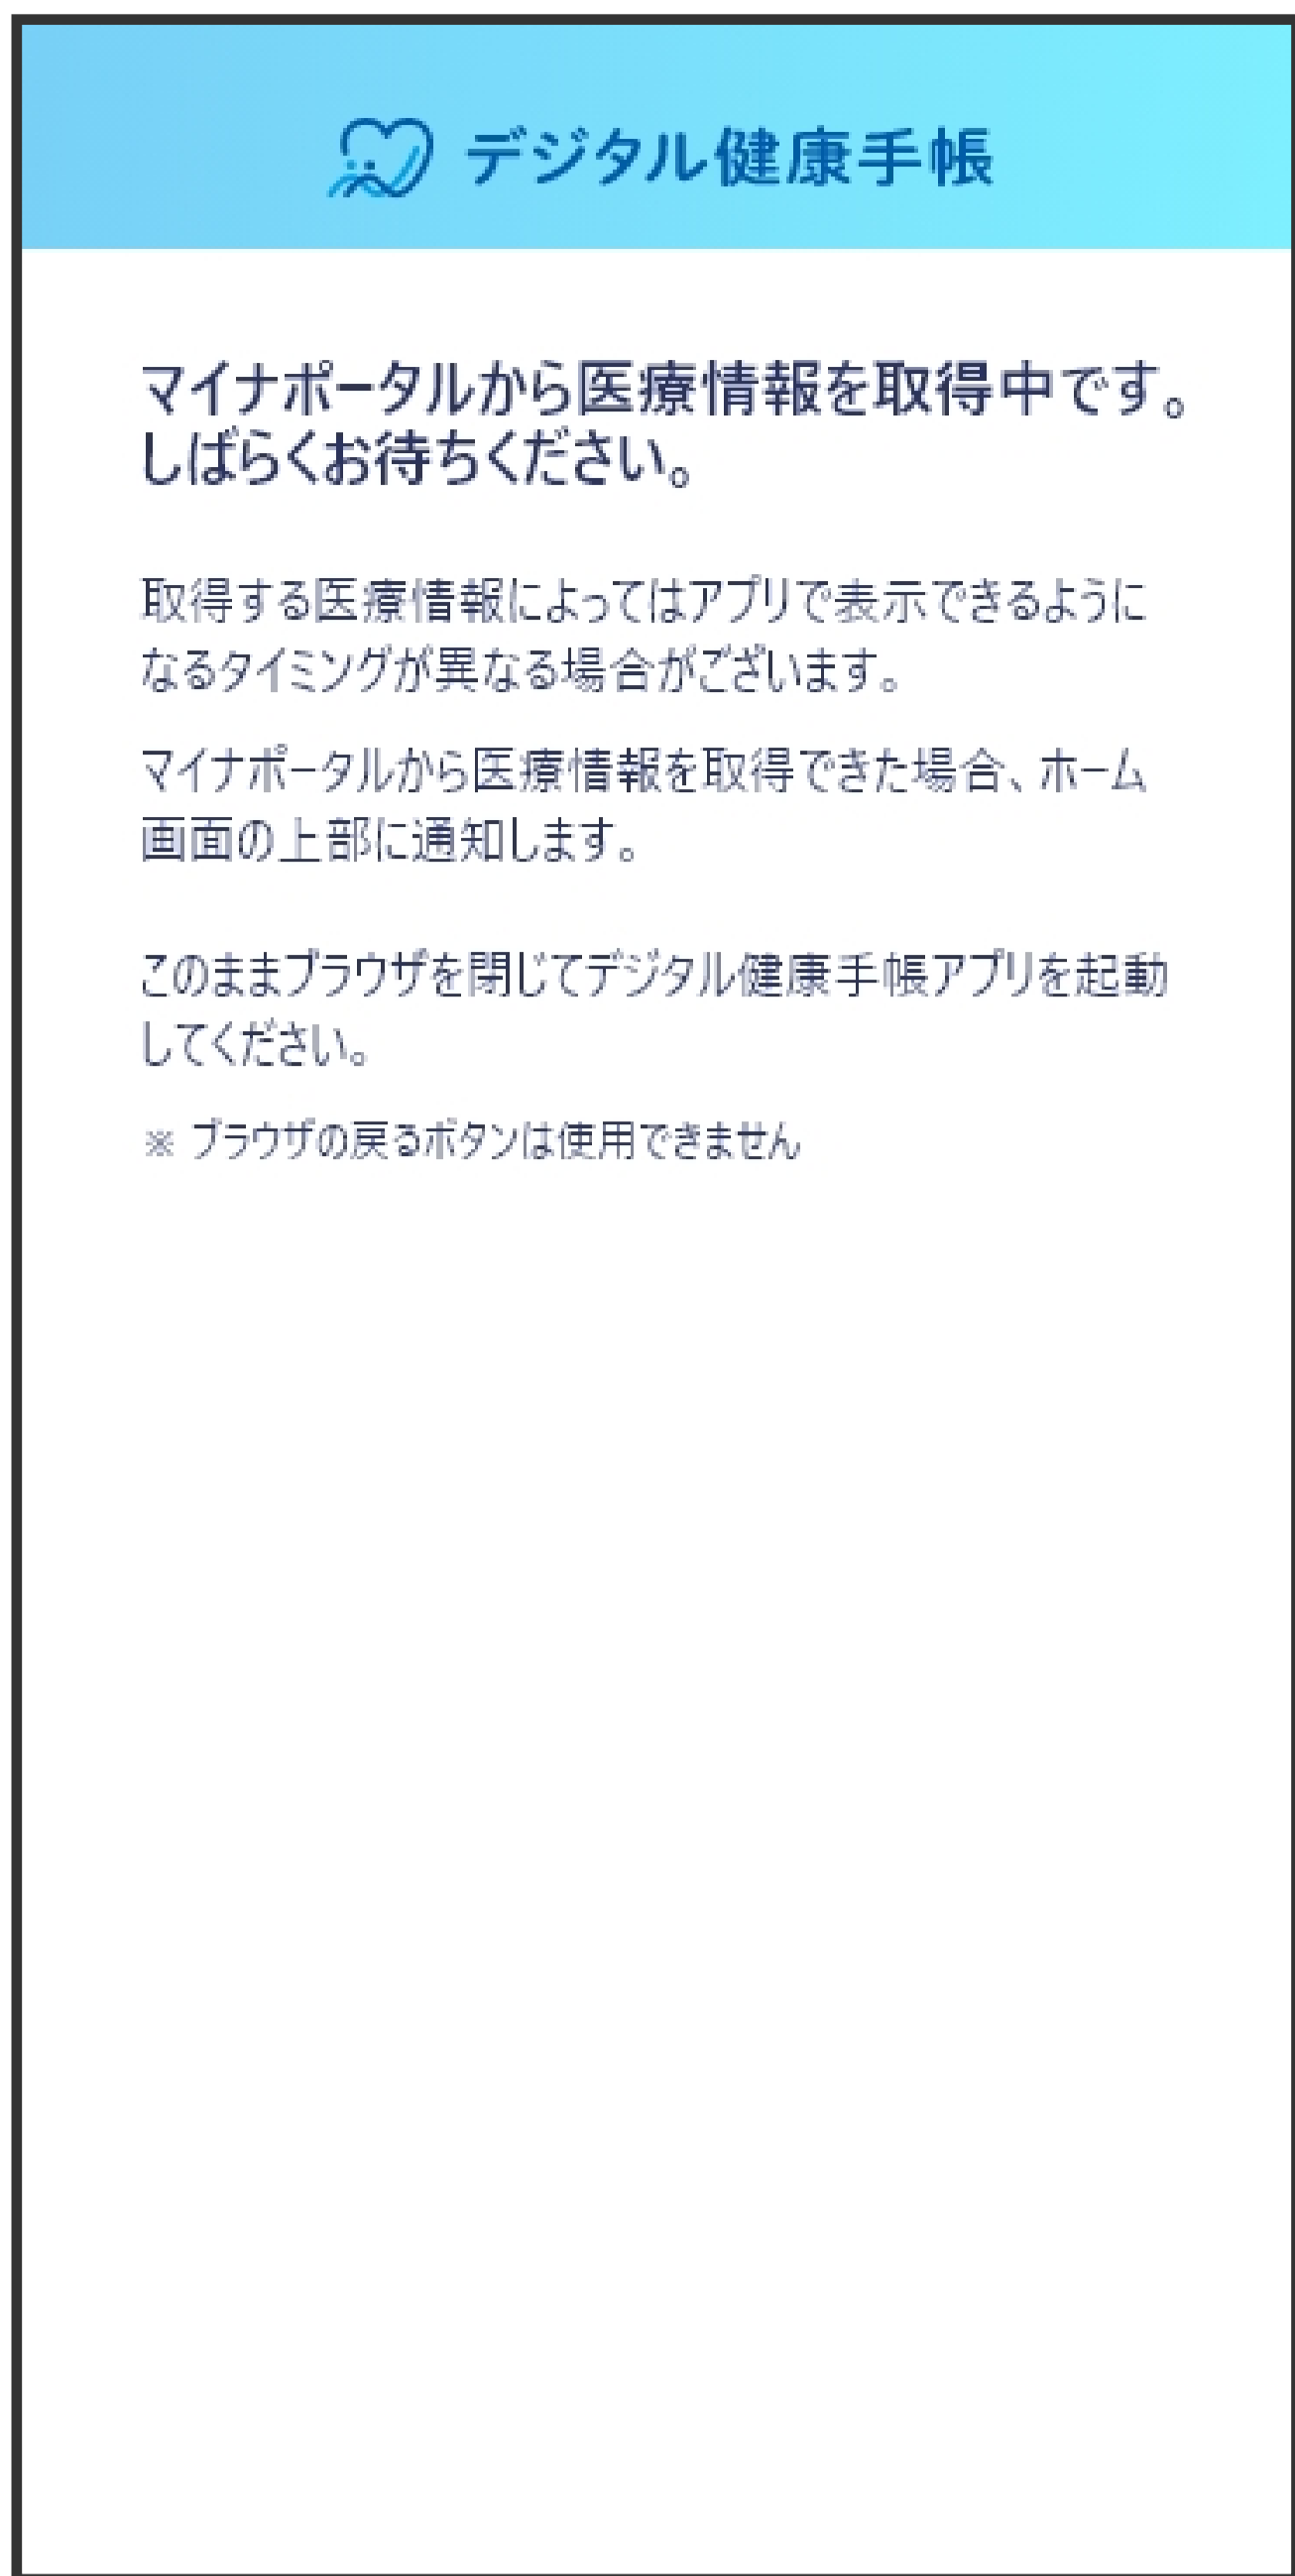 デジタル健康手帳
マイナポータルから医療情報を取得中です。
しばらくお待ちください。
取得する医療情報によってはアプリで表示できるように
なるタイミングが異なる場合がございます。
マイナポータルから医療情報を取得できた場合、ホーム
画面の上部に通知します。
このままブラウザを閉じてデジタル健康手帳アプリを起動
してください。
※ ブラウザの戻るボタンは使用できません